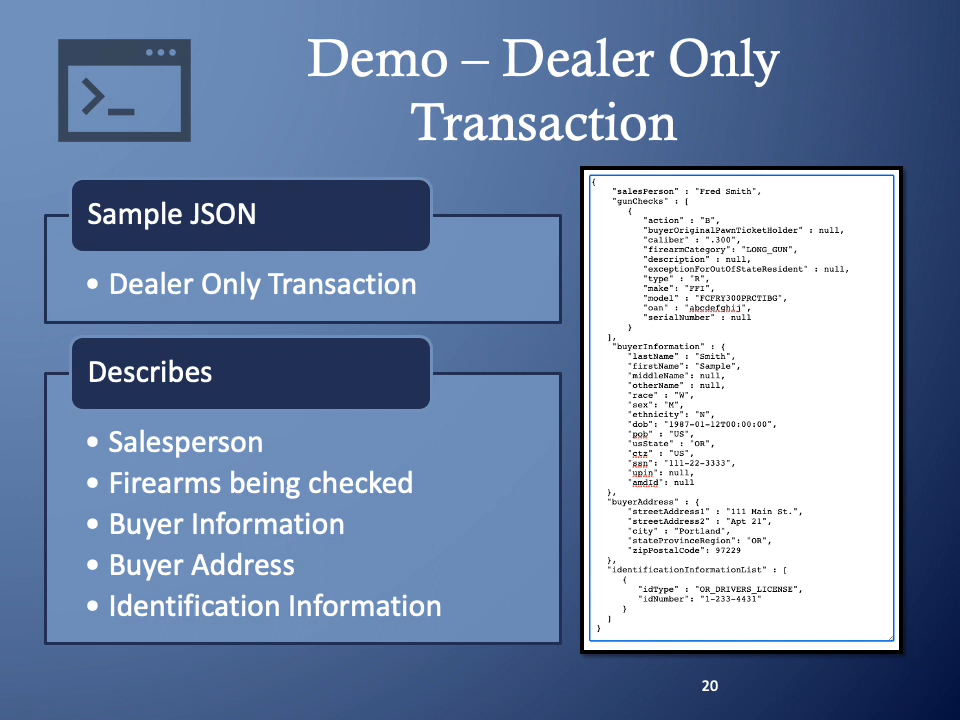 Demo – Dealer Only
Transaction
Sample JSON
• Dealer Only Transaction
Describes
• Salesperson
• Firearms being checked
• Buyer Information
• Buyer Address
• Identification Information
{
"salesPerson" : "Fred Smith",
"gunChecks" : [
{
"action" : "B",
"buyerOriginalPawnTicketHolder" : null,
"caliber" : ".300",
"firearmCategory": "LONG_GUN",
"description" : null,
"exceptionForOutOfStateResident" : null,
"type" : "R",
"make": "FFI",
"model" : "FCFRY300PRCTIBG",
"oan" : "abcdefghij",
"serialNumber" : null
}
],
"buyerInformation" : {
"lastName" : "Smith",
"firstName": "Sample",
"middleName": null,
"otherName" : null,
"race" : "W",
"sex": "M",
"ethnicity": "N",
"dob": "1987-01-12T00:00:00",
"pob" : "US",
"usState" : "OR",
"ctz" : "US",
"ssn": "111-22-3333",
"upin": null,
"amdId": null
},
"buyerAddress" : {
"streetAddress1" : "111 Main St.",
"streetAddress2" : "Apt 21",
"city" : "Portland",
"stateProvinceRegion": "OR",
"zipPostalCode": 97229
},
"identificationInformationList" : [
{
"idType" : "OR_DRIVERS_LICENSE",
"idNumber": "1-233-4431"
}
]
}
20